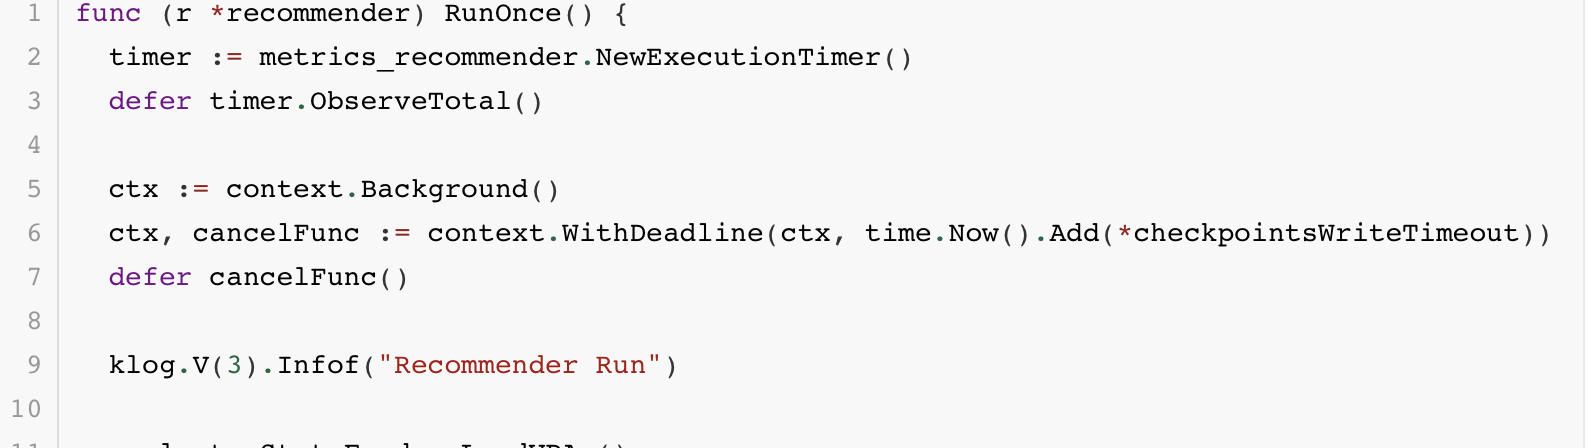 1 func (r *recommender) RunOnce() {
2   timer := metrics_recommender.NewExecutionTimer()
3   defer timer.ObserveTotal()
4
5   ctx := context.Background()
6   ctx, cancelFunc := context.WithDeadline(ctx, time.Now().Add(*checkpointsWriteTimeout))
7   defer cancelFunc()
8
9   klog.V(3).Infof("Recommender Run")
10
11